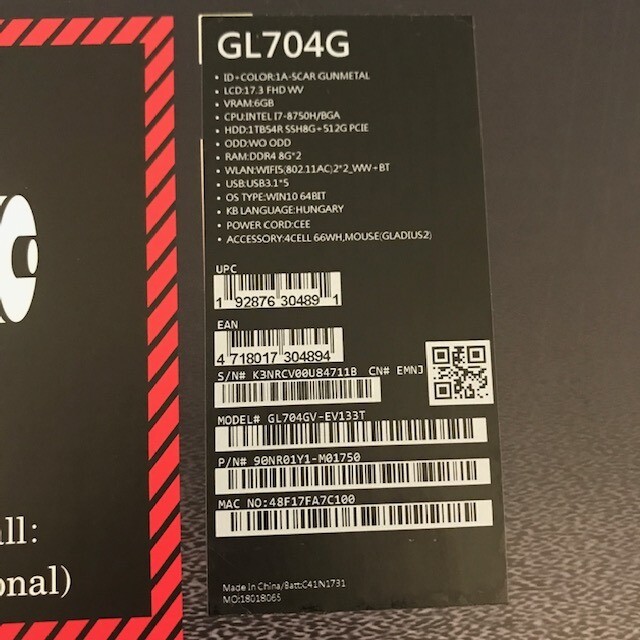 GL704G
• ID+COLOR:1A-SCAR GUNMETAL
• LCD:17.3 FHD WV
• VRAM:6GB
• CPU:INTEL I7-8750H/BGA
• HDD:1TB54R SSH8G+512G PCIE
• ODD:WO ODD
• RAM:DDR4 8G*2
• WLAN:WIFI5(802.11AC)2*2_WW+BT
• USB:USB3.1*5
• OS TYPE:WIN10 64BIT
• KB LANGUAGE:HUNGARY
• POWER CORD:CEE
• ACCESSORY:4CELL 66WH,MOUSE(GLADIUS2)
UPC
1 92876 30489 1
EAN
4 718017 304894
S/N# K3NRCV00U84711B CN# EMNJ
MODEL# GL704GV-EV133T
P/N# 90NR01Y1-M01750
MAC NO:48F17FA7C100
Made in China/Batt:C41N1731
MO:18018065
all:
onal)